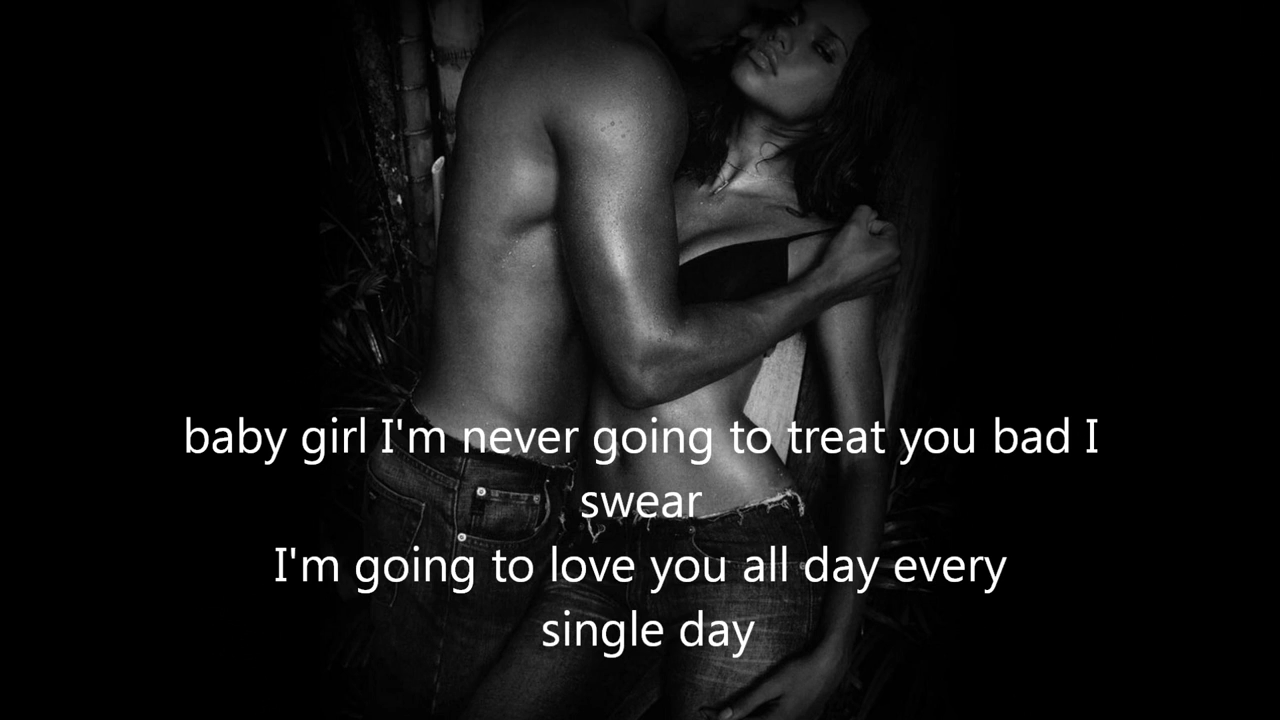 baby girl I'm never going to treat you bad I
swear
I'm going to love you all day every
single day